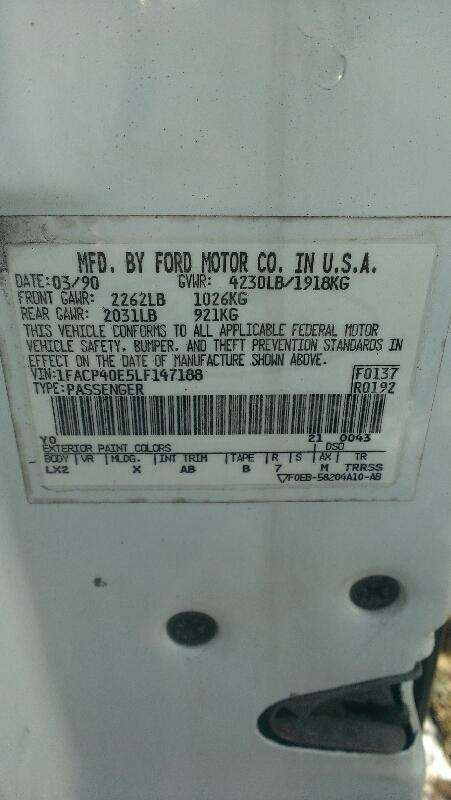 MFD. BY FORD MOTOR CO. IN U.S.A.
DATE: 03/90 GVWR: 4230LB/1918KG
FRONT GAWR: 2262LB 1026KG
REAR GAWR: 2031LB 921KG
THIS VEHICLE CONFORMS TO ALL APPLICABLE FEDERAL MOTOR
VEHICLE SAFETY, BUMPER, AND THEFT PREVENTION STANDARDS IN
EFFECT ON THE DATE OF MANUFACTURE SHOWN ABOVE.
VIN: 1FACP40E5LF147188 F0137
TYPE: PASSENGER R0192
YO 21 0043
EXTERIOR PAINT COLORS DSO
BODY VR MLDG. INT TRIM TAPE R S AX TR
LX2 X AB B 7 M TRRSS
F0EB-58204A10-AB